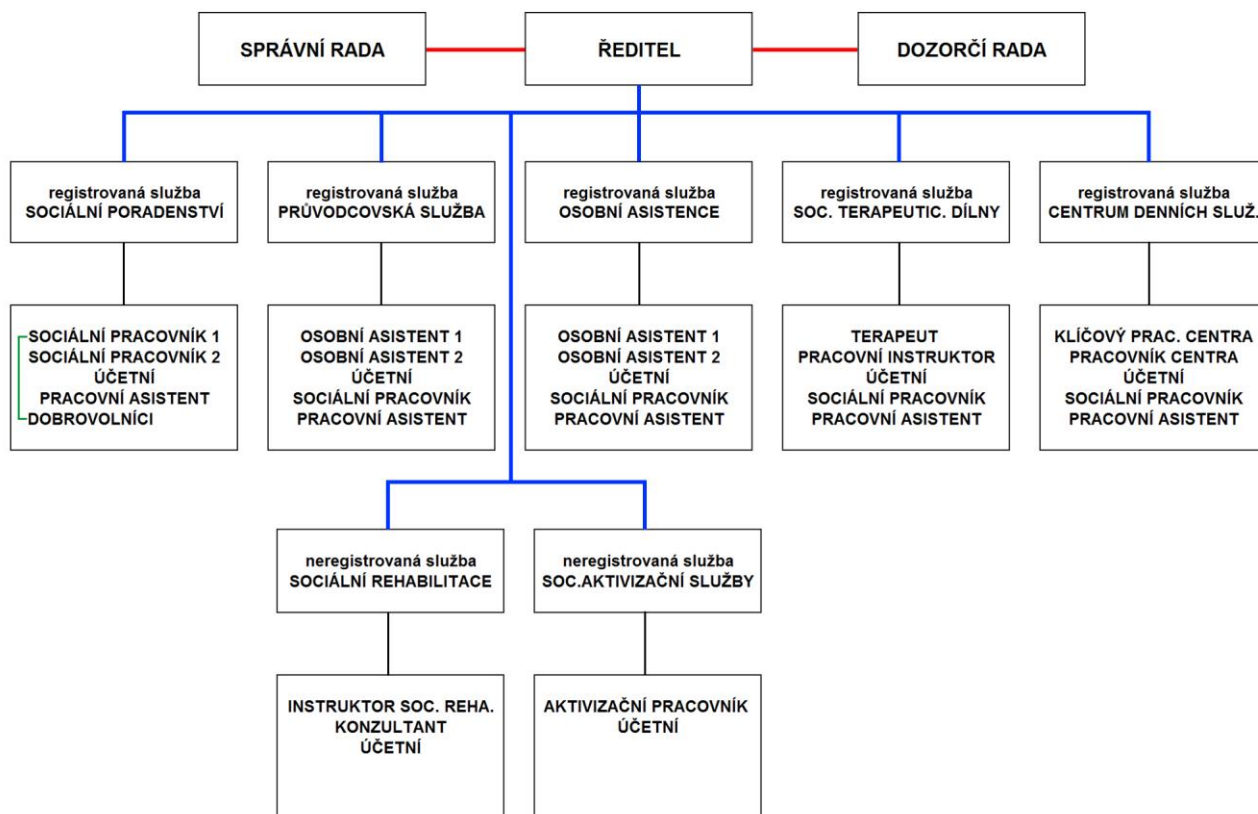 SPRÁVNÍ RADA
ŘEDITEL
DOZORČÍ RADA
registrovaná služba
SOCIÁLNÍ PORADENSTVÍ
registrovaná služba
PRŮVODCOVSKÁ SLUŽBA
registrovaná služba
OSOBNÍ ASISTENCE
registrovaná služba
SOC. TERAPEUTIC. DÍLNY
registrovaná služba
CENTRUM DENNÍCH SLUŽ.
SOCIÁLNÍ PRACOVNÍK 1
SOCIÁLNÍ PRACOVNÍK 2
ÚČETNÍ
PRACOVNÍ ASISTENT
DOBROVOLNÍCI
OSOBNÍ ASISTENT 1
OSOBNÍ ASISTENT 2
ÚČETNÍ
SOCIÁLNÍ PRACOVNÍK
PRACOVNÍ ASISTENT
OSOBNÍ ASISTENT 1
OSOBNÍ ASISTENT 2
ÚČETNÍ
SOCIÁLNÍ PRACOVNÍK
PRACOVNÍ ASISTENT
TERAPEUT
PRACOVNÍ INSTRUKTOR
ÚČETNÍ
SOCIÁLNÍ PRACOVNÍK
PRACOVNÍ ASISTENT
KLÍČOVÝ PRAC. CENTRA
PRACOVNÍK CENTRA
ÚČETNÍ
SOCIÁLNÍ PRACOVNÍK
PRACOVNÍ ASISTENT
neregistrovaná služba
SOCIÁLNÍ REHABILITACE
neregistrovaná služba
SOC.AKTIVIZAČNÍ SLUŽBY
INSTRUKTOR SOC. REHA.
KONZULTANT
ÚČETNÍ
AKTIVIZAČNÍ PRACOVNÍK
ÚČETNÍ